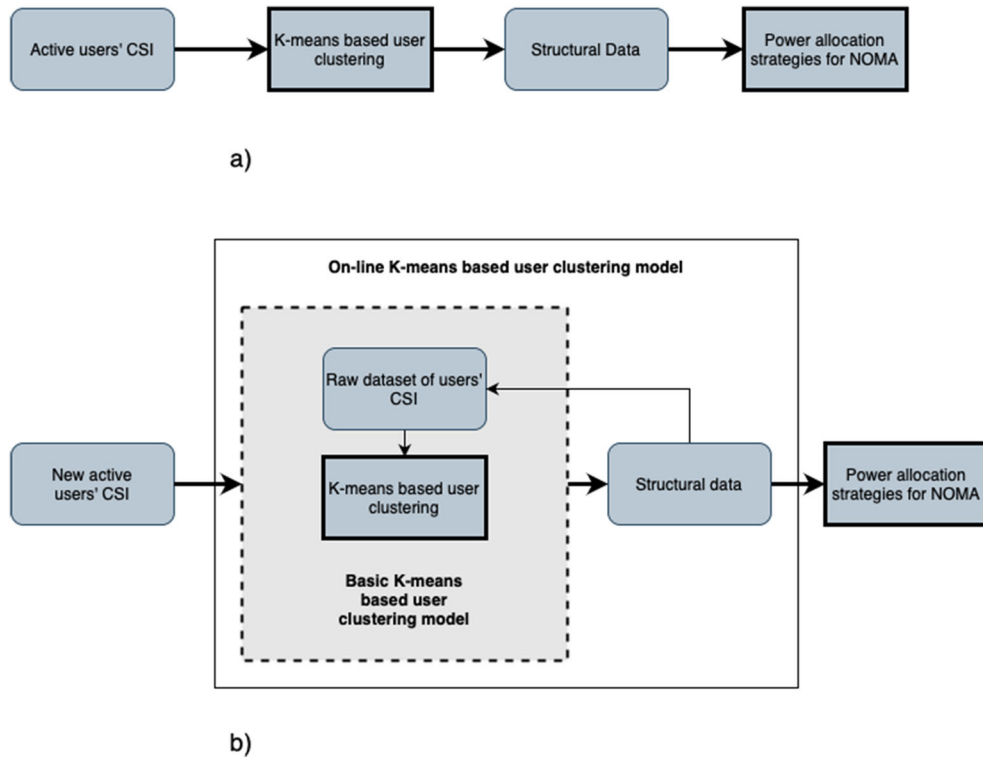 Active users' CSI
K-means based user
clustering
Structural Data
Power allocation
strategies for NOMA
a)
On-line K-means based user clustering model
Raw dataset of users'
CSI
K-means based user
clustering
Basic K-means
based user
clustering model
New active
users' CSI
Structural data
Power allocation
strategies for NOMA
b)